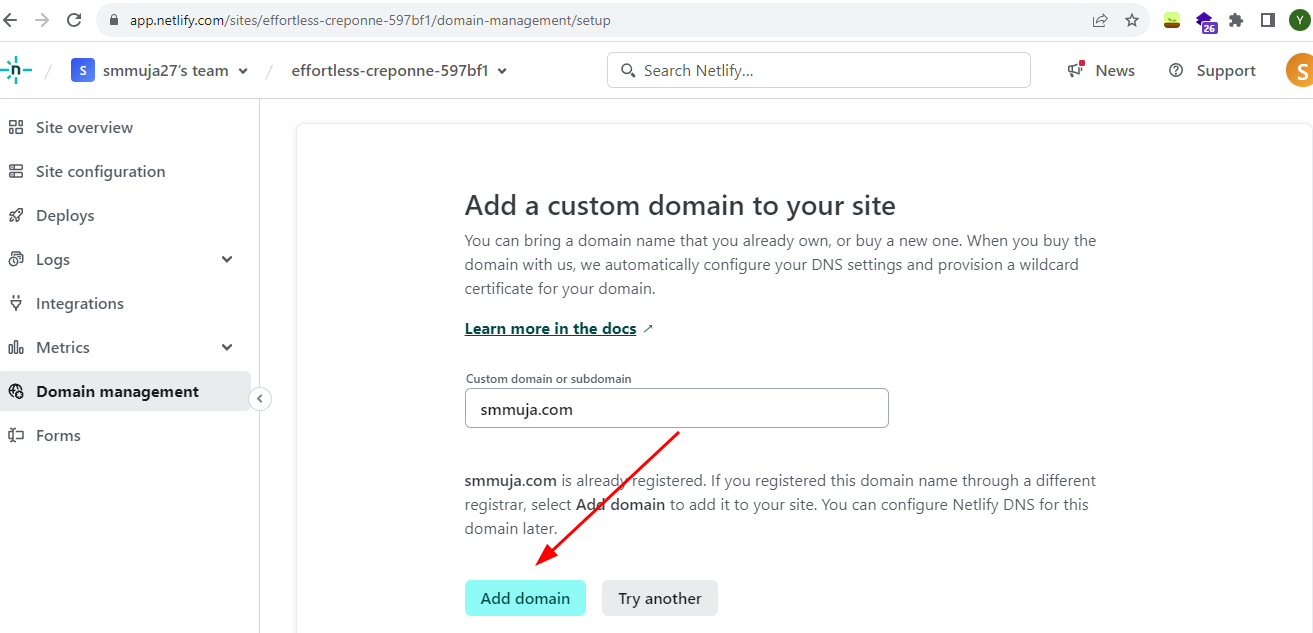 app.netlify.com/sites/effortless-creponne-597bf1/domain-management/setup
26
Y
n
S smmuja27's team / effortless-creponne-597bf1
Search Netlify...
News
Support
S
Site overview
Site configuration
Deploys
Logs
Integrations
Metrics
Domain management
Forms
Add a custom domain to your site
You can bring a domain name that you already own, or buy a new one. When you buy the
domain with us, we automatically configure your DNS settings and provision a wildcard
certificate for your domain.
Learn more in the docs
Custom domain or subdomain
smmuja.com
smmuja.com is already registered. If you registered this domain name through a different
registrar, select Add domain to add it to your site. You can configure Netlify DNS for this
domain later.
Add domain
Try another